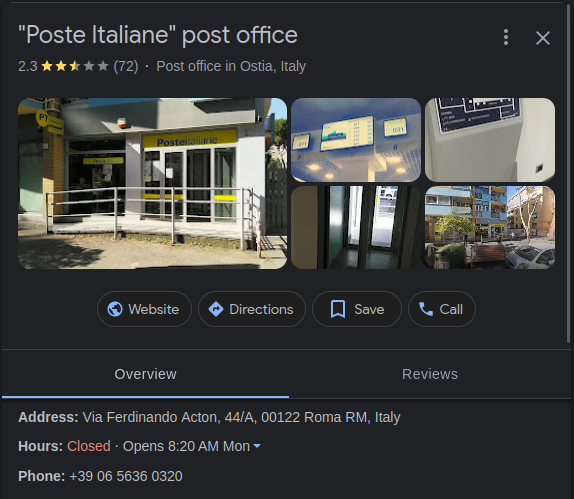 "Poste Italiane" post office
2.3 (72) · Post office in Ostia, Italy
PT
Posteitaliane
031
Website
Directions
Save
Call
Overview
Reviews
Address: Via Ferdinando Acton, 44/A, 00122 Roma RM, Italy
Hours: Closed · Opens 8:20 AM Mon
Phone: +39 06 5636 0320